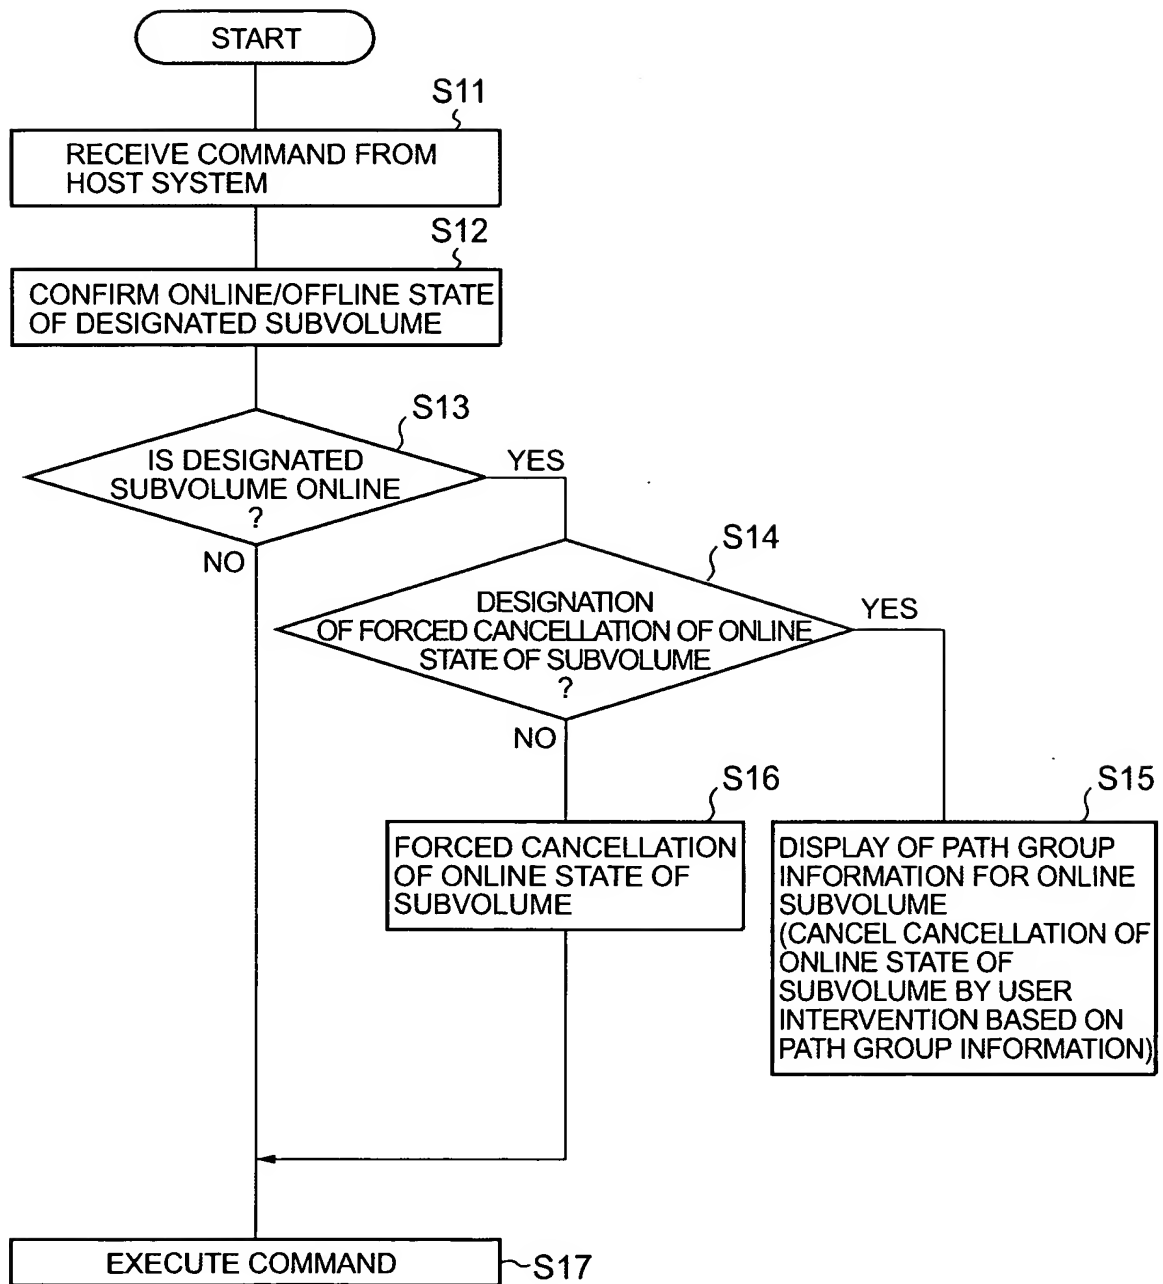 START
S11
RECEIVE COMMAND FROM
HOST SYSTEM
S12
CONFIRM ONLINE/OFFLINE STATE
OF DESIGNATED SUBVOLUME
S13
IS DESIGNATED
SUBVOLUME ONLINE
?
YES
NO
S14
DESIGNATION
OF FORCED CANCELLATION OF ONLINE
STATE OF SUBVOLUME
?
YES
NO
S16
FORCED CANCELLATION
OF ONLINE STATE OF
SUBVOLUME
S15
DISPLAY OF PATH GROUP
INFORMATION FOR ONLINE
SUBVOLUME
(CANCEL CANCELLATION OF
ONLINE STATE OF
SUBVOLUME BY USER
INTERVENTION BASED ON
PATH GROUP INFORMATION)
EXECUTE COMMAND
S17